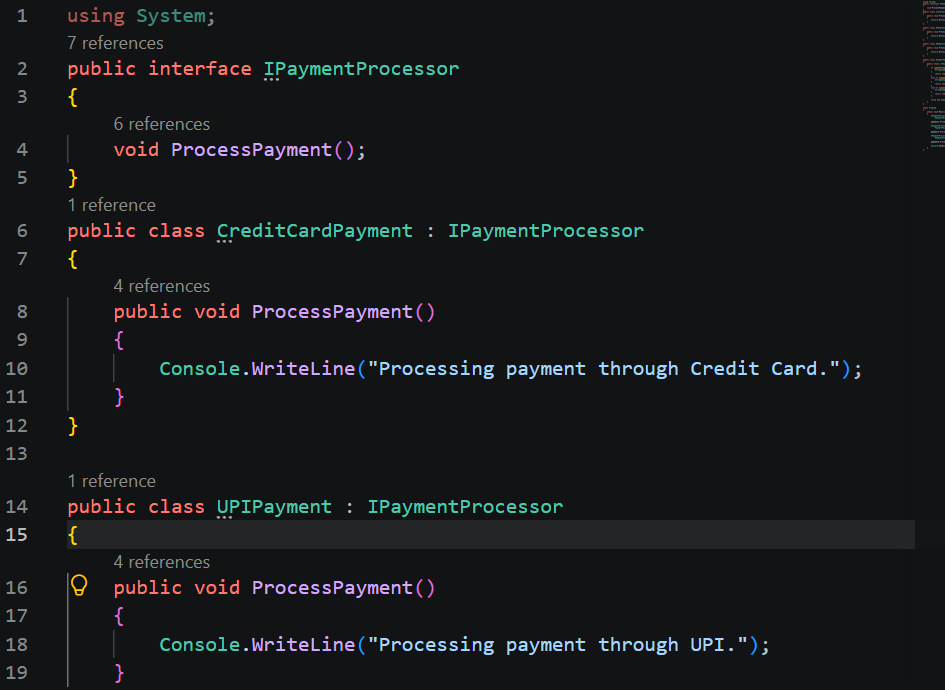 1 using System;
7 references
2 public interface IPaymentProcessor
3 {
6 references
4 void ProcessPayment();
5 }
1 reference
6 public class CreditCardPayment : IPaymentProcessor
7 {
4 references
8 public void ProcessPayment()
9 {
10 Console.WriteLine("Processing payment through Credit Card.");
11 }
12 }
13
1 reference
14 public class UPIPayment : IPaymentProcessor
15 {
4 references
16 public void ProcessPayment()
17 {
18 Console.WriteLine("Processing payment through UPI.");
19 }